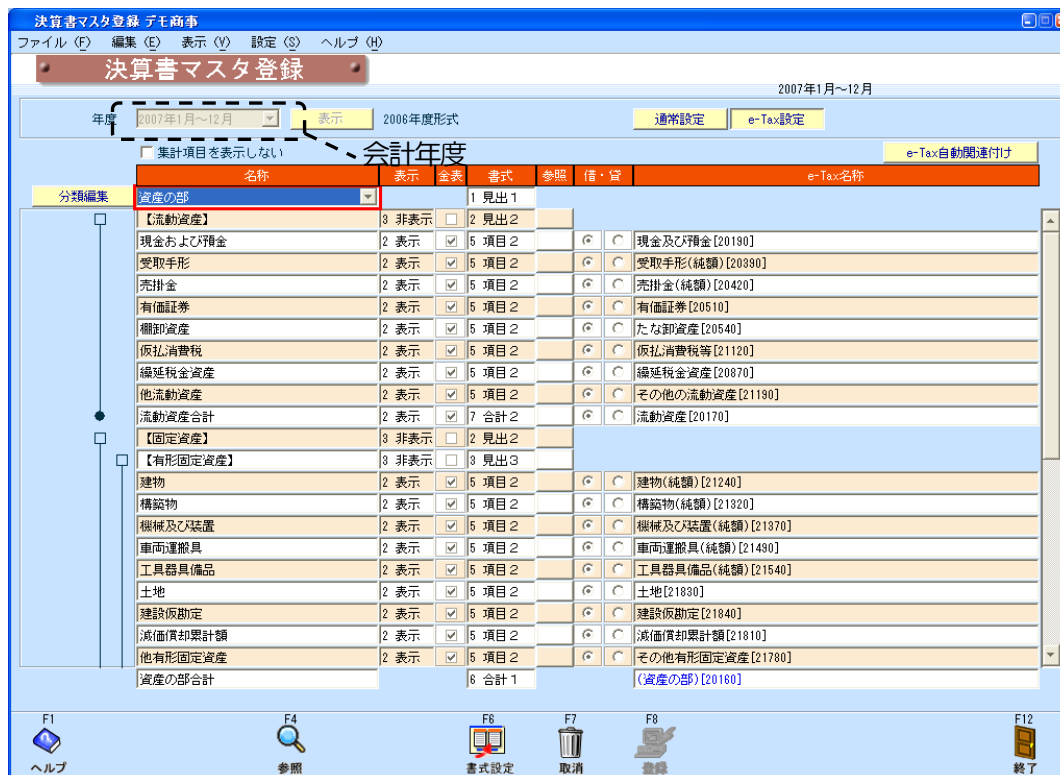 決算書マスタ登録 デモ商事
ファイル (F) 編集 (E) 表示 (V) 設定 (S) ヘルプ (H)
決算書マスタ登録
2007年1月～12月
年度 2007年1月～12月 表示 2006年度形式 通常設定 e-Tax設定
会計年度
集計項目を表示しない e-Tax自動関連付け
名称 表示 金表 書式 参照 借・貸 e-Tax名称
分類編集 資産の部 1 見出1
【流動資産】 3 非表示 2 見出2
現金および預金 2 表示 5 項目2 現金及び預金[20190]
受取手形 2 表示 5 項目2 受取手形(純額)[20390]
売掛金 2 表示 5 項目2 売掛金(純額)[20420]
有価証券 2 表示 5 項目2 有価証券[20510]
棚卸資産 2 表示 5 項目2 たな卸資産[20540]
仮払消費税 2 表示 5 項目2 仮払消費税等[21120]
繰延税金資産 2 表示 5 項目2 繰延税金資産[20870]
他流動資産 2 表示 5 項目2 その他の流動資産[21190]
流動資産合計 2 表示 7 合計2 流動資産[20170]
【固定資産】 3 非表示 2 見出2
【有形固定資産】 3 非表示 3 見出3
建物 2 表示 5 項目2 建物(純額)[21240]
構築物 2 表示 5 項目2 構築物(純額)[21320]
機械及び装置 2 表示 5 項目2 機械及び装置(純額)[21370]
車両運搬具 2 表示 5 項目2 車両運搬具(純額)[21490]
工具器具備品 2 表示 5 項目2 工具器具備品(純額)[21540]
土地 2 表示 5 項目2 土地[21830]
建設仮勘定 2 表示 5 項目2 建設仮勘定[21840]
減価償却累計額 2 表示 5 項目2 減価償却累計額[21810]
他有形固定資産 2 表示 5 項目2 その他有形固定資産[21780]
資産の部合計 6 合計1 (資産の部)[20160]
F1 F4 F6 F7 F8 F12
ヘルプ 参照 書式設定 取消 登録 終了